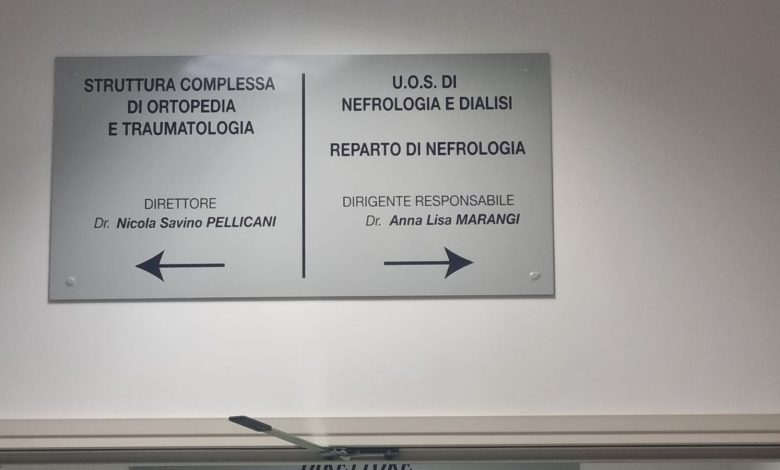 STRUTTURA COMPLESSA
DI ORTOPEDIA
E TRAUMATOLOGIA
DIRETTORE
Dr. Nicola Savino PELLICANI
U.O.S. DI
NEFROLOGIA E DIALISI
REPARTO DI NEFROLOGIA
DIRIGENTE RESPONSABILE
Dr. Anna Lisa MARANGI